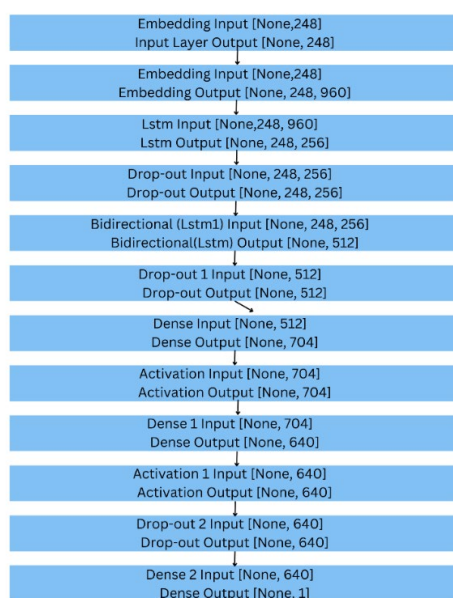 Embedding Input [None,248]
Input Layer Output [None, 248]
Embedding Input [None,248]
Embedding Output [None, 248, 960]
Lstm Input [None,248, 960]
Lstm Output [None, 248, 256]
Drop-out Input [None, 248, 256]
Drop-out Output [None, 248, 256]
Bidirectional (Lstm1) Input [None, 248, 256]
Bidirectional(Lstm) Output [None, 512]
Drop-out 1 Input [None, 512]
Drop-out Output [None, 512]
Dense Input [None, 512]
Dense Output [None, 704]
Activation Input [None, 704]
Activation Output [None, 704]
Dense 1 Input [None, 704]
Dense Output [None, 640]
Activation 1 Input [None, 640]
Activation Output [None, 640]
Drop-out 2 Input [None, 640]
Drop-out Output [None, 640]
Dense 2 Input [None, 640]
Dense Output [None, 1]